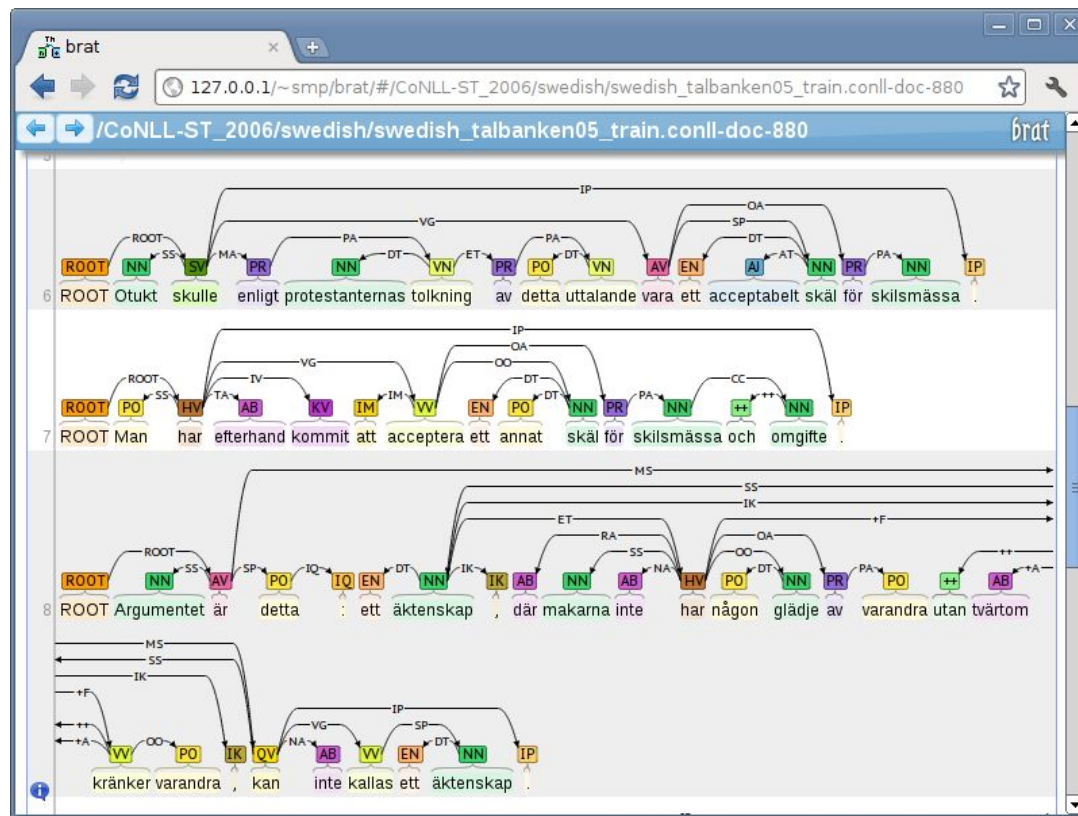 brat
127.0.0.1/~smp/brat/#/CoNLL-ST_2006/swedish/swedish_talbanken05_train.conll-doc-880
/CoNLL-ST_2006/swedish/swedish_talbanken05_train.conll-doc-880 brat
IP
OA
VG SP
ROOT PA PA DT
SS MA DT ET DT AT PA
ROOT NN SV PR NN VN PR PO VN AV EN AJ NN PR NN IP
6 ROOT Otukt skulle enligt protestanternas tolkning av detta uttalande vara ett acceptabelt skäl för skilsmässa .
IP
OA
VG OO
ROOT IV DT CC
SS TA IM DT PA ++
ROOT PO HV AB KV IM VV EN PO NN PR NN ++ NN IP
7 ROOT Man har efterhand kommit att acceptera ett annat skäl för skilsmässa och omgifte .
MS
SS
IK
ET +F
RA OA
ROOT SS OO ++
SS SP IQ DT IK NA DT PA +A
ROOT NN AV PO IQ EN NN IK AB NN AB HV PO NN PR PO ++ AB
8 ROOT Argumentet är detta : ett äktenskap , där makarna inte har någon glädje av varandra utan tvärtom
MS
SS
IK
+F IP
++ VG SP
+A OO NA DT
VV PO IK QV AB VV EN NN IP
kränker varandra , kan inte kallas ett äktenskap .